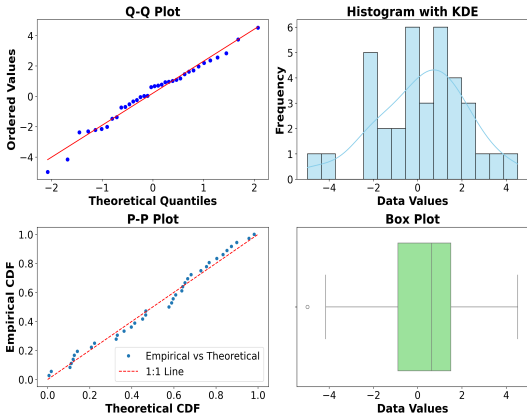 Q-Q Plot
Ordered Values
4
2
0
−2
−4
−2 −1 0 1 2
Theoretical Quantiles
Histogram with KDE
Frequency
6
5
4
3
2
1
0
−4 −2 0 2 4
Data Values
P-P Plot
Empirical CDF
1.0
0.8
0.6
0.4
0.2
0.0
Empirical vs Theoretical
1:1 Line
0.0 0.2 0.4 0.6 0.8 1.0
Theoretical CDF
Box Plot
−4 −2 0 2 4
Data Values